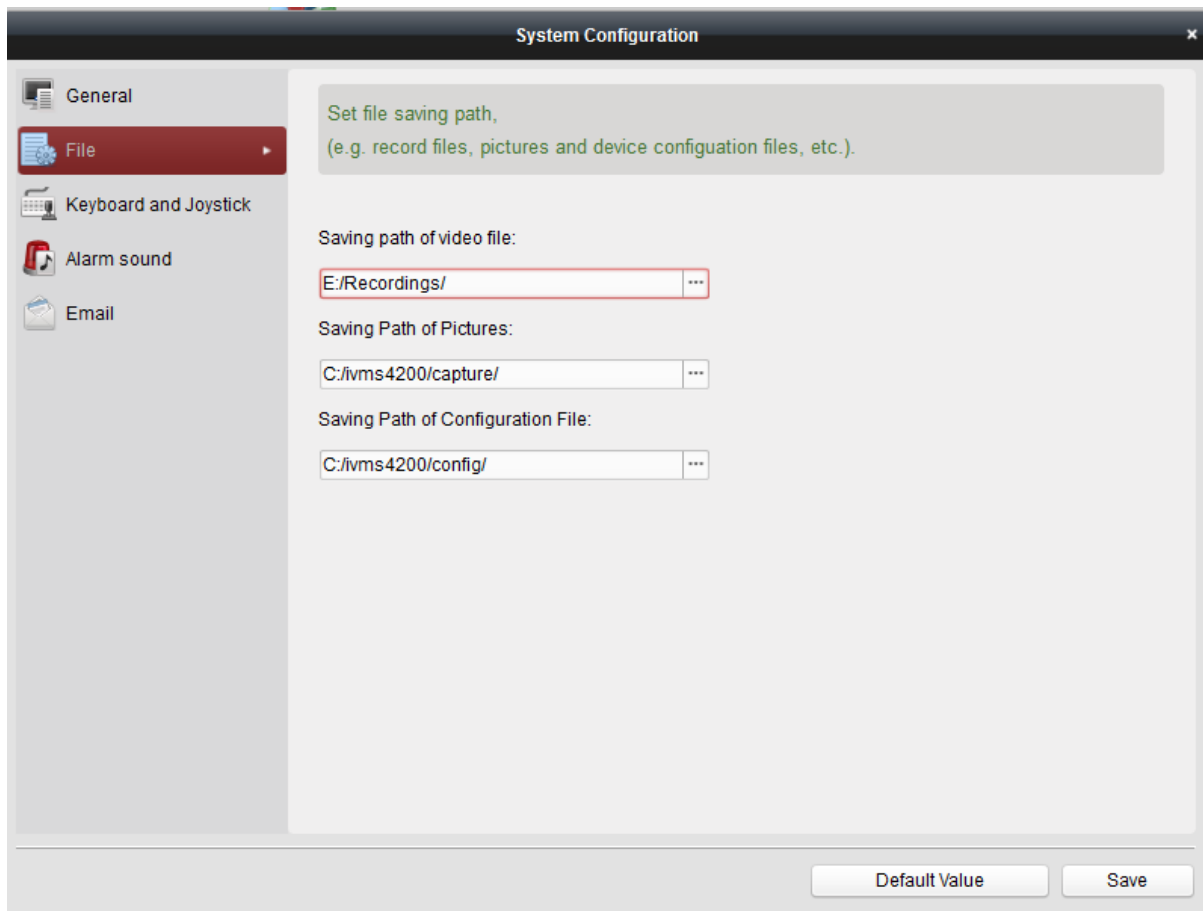 System Configuration
General
File
Keyboard and Joystick
Alarm sound
Email
Set file saving path,
(e.g. record files, pictures and device configuation files, etc.).
Saving path of video file:
E:/Recordings/
Saving Path of Pictures:
C:/ivms4200/capture/
Saving Path of Configuration File:
C:/ivms4200/config/
Default Value
Save